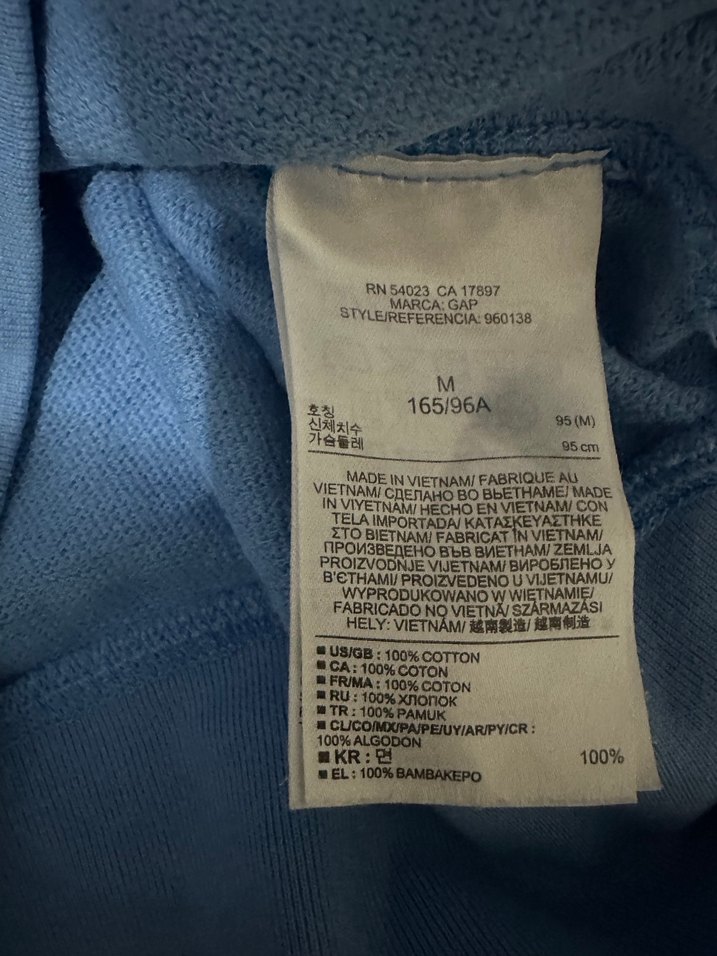 RN 54023 CA 17897
MARCA: GAP
STYLE/REFERENCIA: 960138
M
165/96A
호칭 95 (M)
신체치수
가슴둘레 95 cm
MADE IN VIETNAM/ FABRIQUE AU
VIETNAM/ СДЕЛАНО ВО ВЬЕТНАМЕ/ MADE
IN VIYETNAM/ HECHO EN VIETNAM/ CON
TELA IMPORTADA/ ΚΑΤΑΣΚΕΥΑΣΤΗΚΕ
ΣΤΟ ΒΙΕΤΝΑΜ/ FABRICAT ÎN VIETNAM/
ПРОИЗВЕДЕНО ВЪВ ВИЕТНАМ/ ZEMLJA
PROIZVODNJE VIJETNAM/ ВИРОБЛЕНО У
В'ЄТНАМІ/ PROIZVEDENO U VIJETNAMU/
WYPRODUKOWANO W WIETNAMIE/
FABRICADO NO VIETNÃ/ SZÁRMAZÁSI
HELY: VIETNÁM/ 越南製造/ 越南制造
US/GB : 100% COTTON
CA : 100% COTON
FR/MA : 100% COTON
RU : 100% ХЛОПОК
TR : 100% PAMUK
CL/CO/MX/PA/PE/UY/AR/PY/CR :
100% ALGODÓN
KR : 면 100%
EL : 100% ΒΑΜΒΑΚΕΡΟ